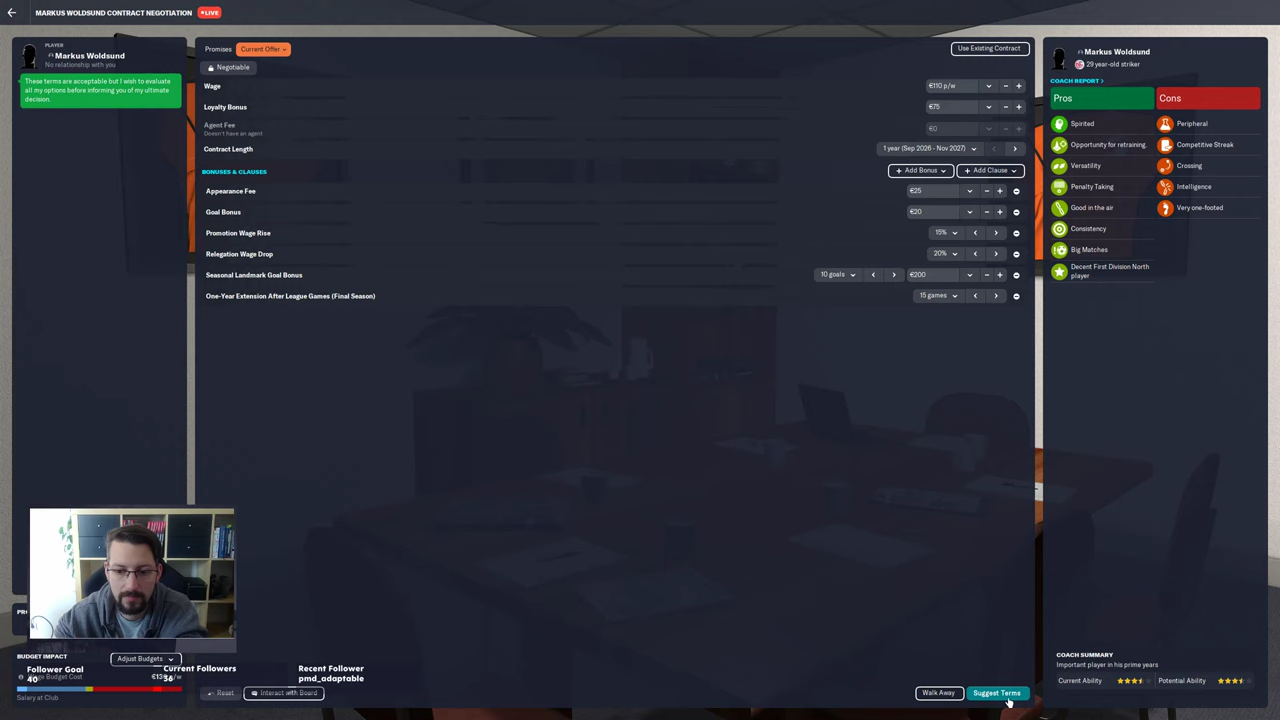 MARKUS WOLDSUND CONTRACT NEGOTIATION
LIVE
PLAYER
Markus Woldsund
No relationship with you
These terms are acceptable but I wish to evaluate
all my options before informing you of my ultimate
decision.
Promises
Current Offer
Use Existing Contract
Negotiable
Wage
€110 p/w
Loyalty Bonus
€75
Agent Fee
Doesn't have an agent
€0
Contract Length
1 year (Sep 2026 - Nov 2027)
BONUSES & CLAUSES
Add Bonus
Add Clause
Appearance Fee
€25
Goal Bonus
€20
Promotion Wage Rise
15%
Relegation Wage Drop
20%
Seasonal Landmark Goal Bonus
10 goals
€200
One-Year Extension After League Games (Final Season)
15 games
Markus Woldsund
29 year-old striker
COACH REPORT
Pros
Cons
Spirited
Peripheral
Opportunity for retraining.
Competitive Streak
Versatility
Crossing
Penalty Taking
Intelligence
Good in the air
Very one-footed
Consistency
Big Matches
Decent First Division North
player
BUDGET IMPACT
Adjust Budgets
Follower Goal
40
Current Followers
36
Recent Follower
pmd_adaptable
Budget Cost
Salary at Club
Reset
Interact with Board
Walk Away
Suggest Terms
COACH SUMMARY
Important player in his prime years
Current Ability
Potential Ability